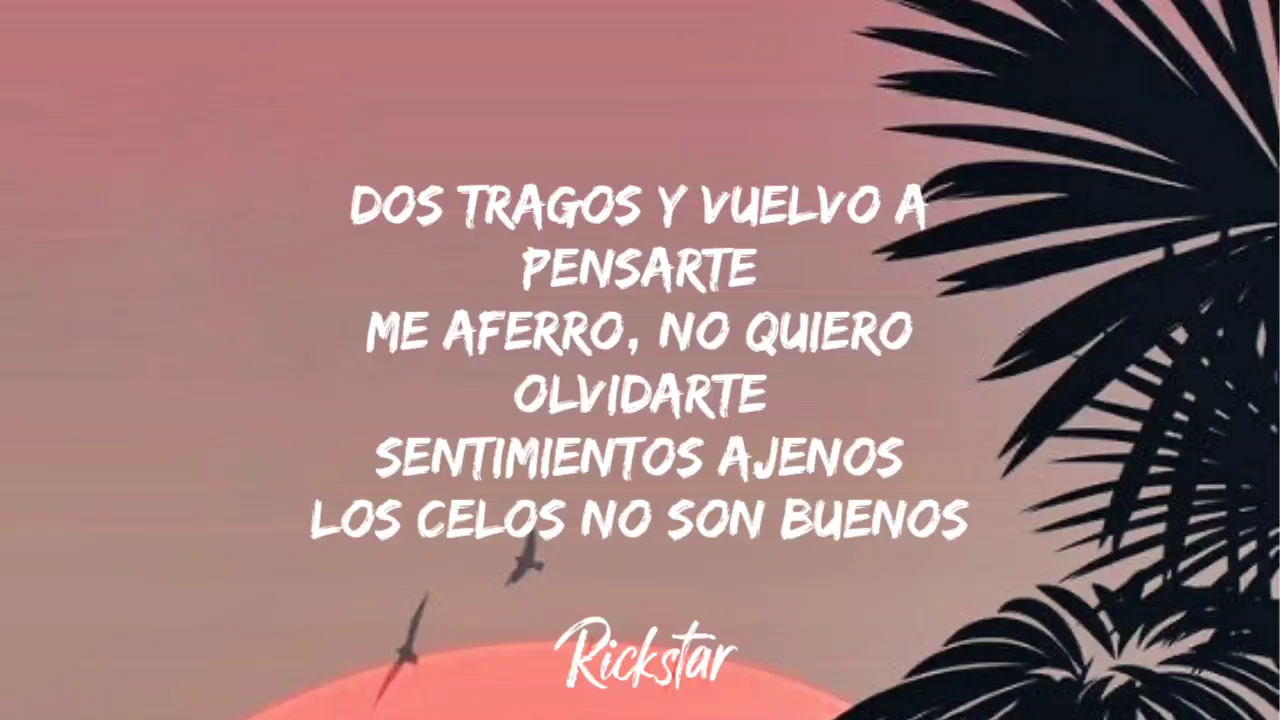 DOS TRAGOS Y VUELVO A
PENSARTE
ME AFERRO, NO QUIERO
OLVIDARTE
SENTIMIENTOS AJENOS
LOS CELOS NO SON BUENOS
Rickstar